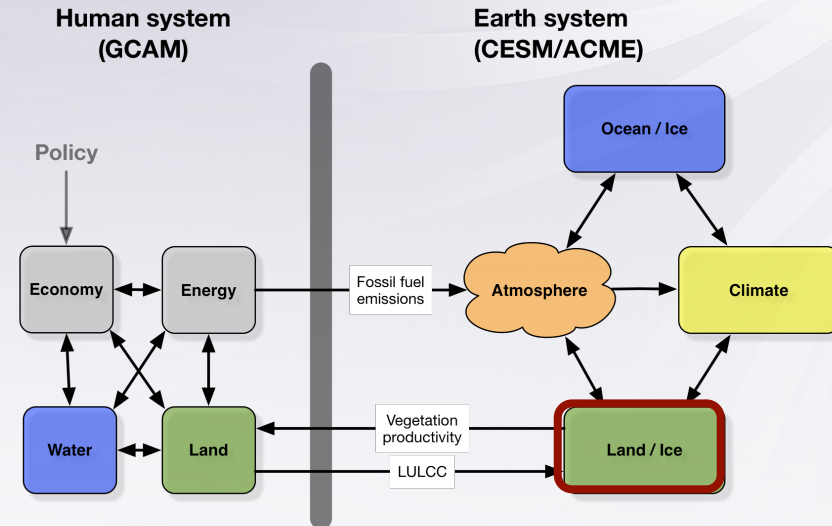 Human system
(GCAM)
Earth system
(CESM/ACME)
Ocean / Ice
Policy
Economy
Energy
Fossil fuel
emissions
Atmosphere
Climate
Water
Land
Vegetation
productivity
LULCC
Land / Ice